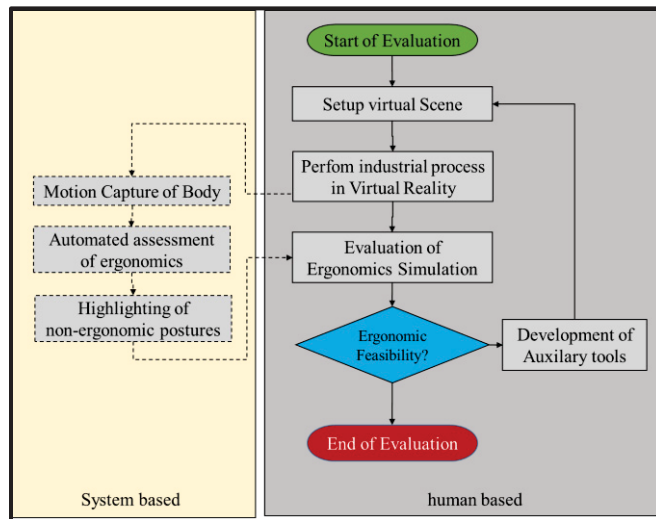 Start of Evaluation
Setup virtual Scene
Perfom industrial process
in Virtual Reality
Motion Capture of Body
Automated assessment
of ergonomics
Highlighting of
non-ergonomic postures
Evaluation of
Ergonomics Simulation
Ergonomic
Feasibility?
Development of
Auxilary tools
End of Evaluation
System based
human based